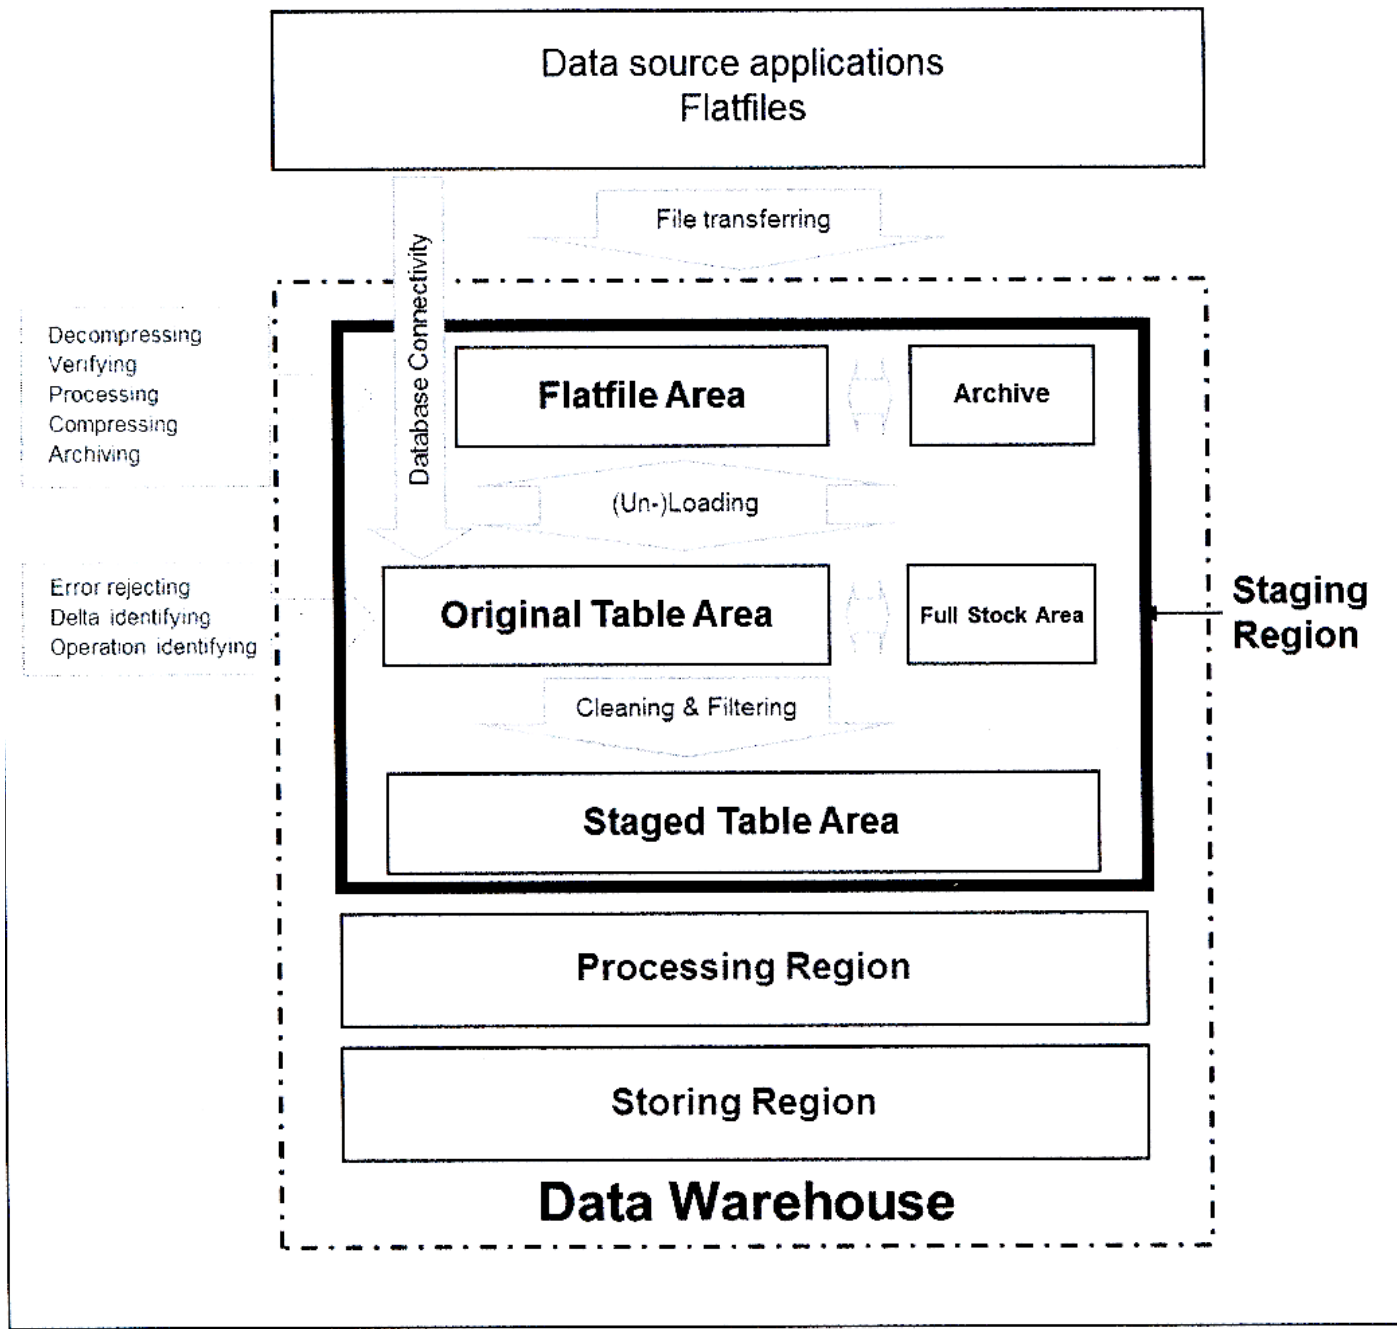 Data source applications
Flatfiles
File transferring
Database Connectivity
Decompressing
Verifying
Processing
Compressing
Archiving
Flatfile Area
Archive
(Un-)Loading
Error rejecting
Delta identifying
Operation identifying
Original Table Area
Full Stock Area
Staging
Region
Cleaning & Filtering
Staged Table Area
Processing Region
Storing Region
Data Warehouse